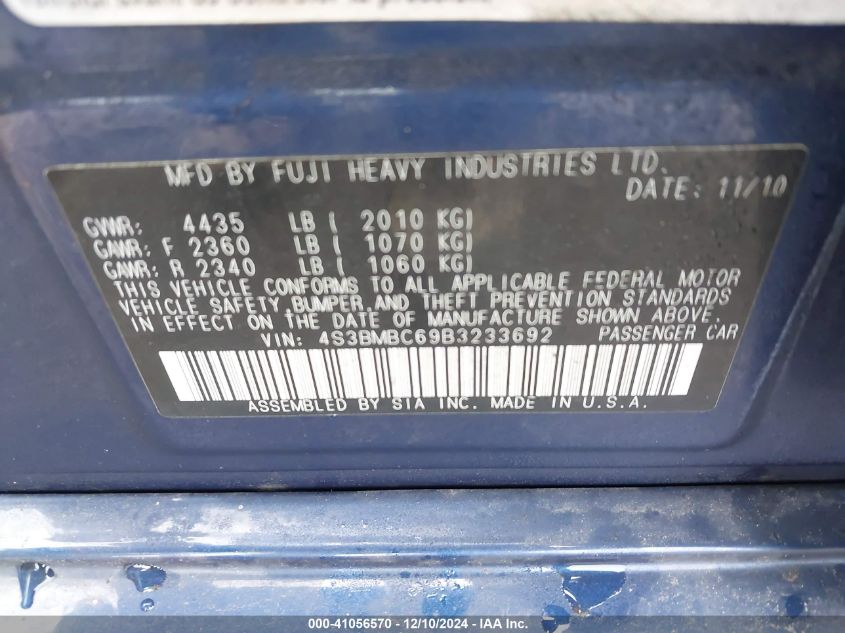 MFD BY FUJI HEAVY INDUSTRIES LTD.
DATE: 11/10
GVWR: 4435 LB ( 2010 KG)
GAWR: F 2360 LB ( 1070 KG)
GAWR: R 2340 LB ( 1060 KG)
THIS VEHICLE CONFORMS TO ALL APPLICABLE FEDERAL MOTOR
VEHICLE SAFETY,BUMPER,AND THEFT PREVENTION STANDARDS
IN EFFECT ON THE DATE OF MANUFACTURE SHOWN ABOVE.
VIN: 4S3BMBC69B3233692 PASSENGER CAR
ASSEMBLED BY SIA INC. MADE IN U.S.A.
000-41056570 - 12/10/2024 - IAA Inc.